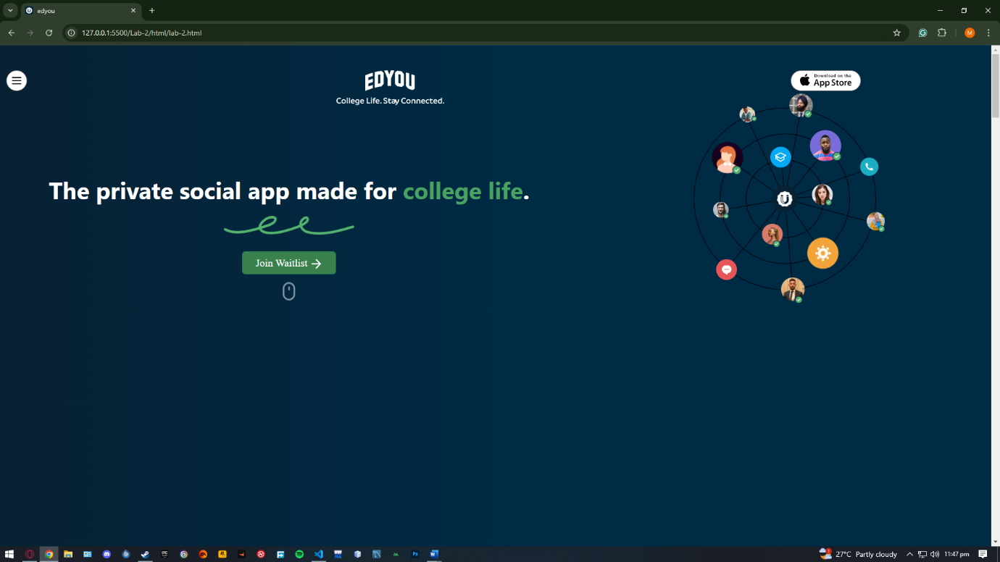 edyou
127.0.0.1:5500/Lab-2/html/lab-2.html
M
EDYOU
College Life. Stay Connected.
Download on the
App Store
The private social app made for college life.
Join Waitlist
27°C Partly cloudy
11:47 pm